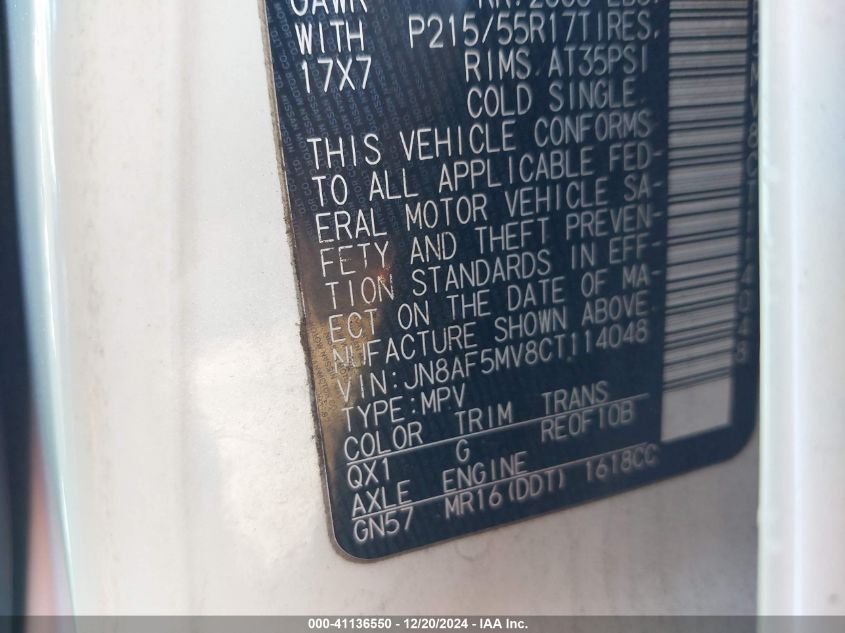 WITH P215/55R17TIRES,
17X7 RIMS, AT35PSI
COLD SINGLE.
THIS VEHICLE CONFORMS
TO ALL APPLICABLE FED-
ERAL MOTOR VEHICLE SA-
FETY AND THEFT PREVEN-
TION STANDARDS IN EFF-
ECT ON THE DATE OF MA-
NUFACTURE SHOWN ABOVE.
VIN:JN8AF5MV8CT114048
TYPE:MPV
COLOR TRIM TRANS
QX1 G RE0F10B
AXLE ENGINE
GN57 MR16(DDT) 1618CC
000-41136550 - 12/20/2024 - IAA Inc.